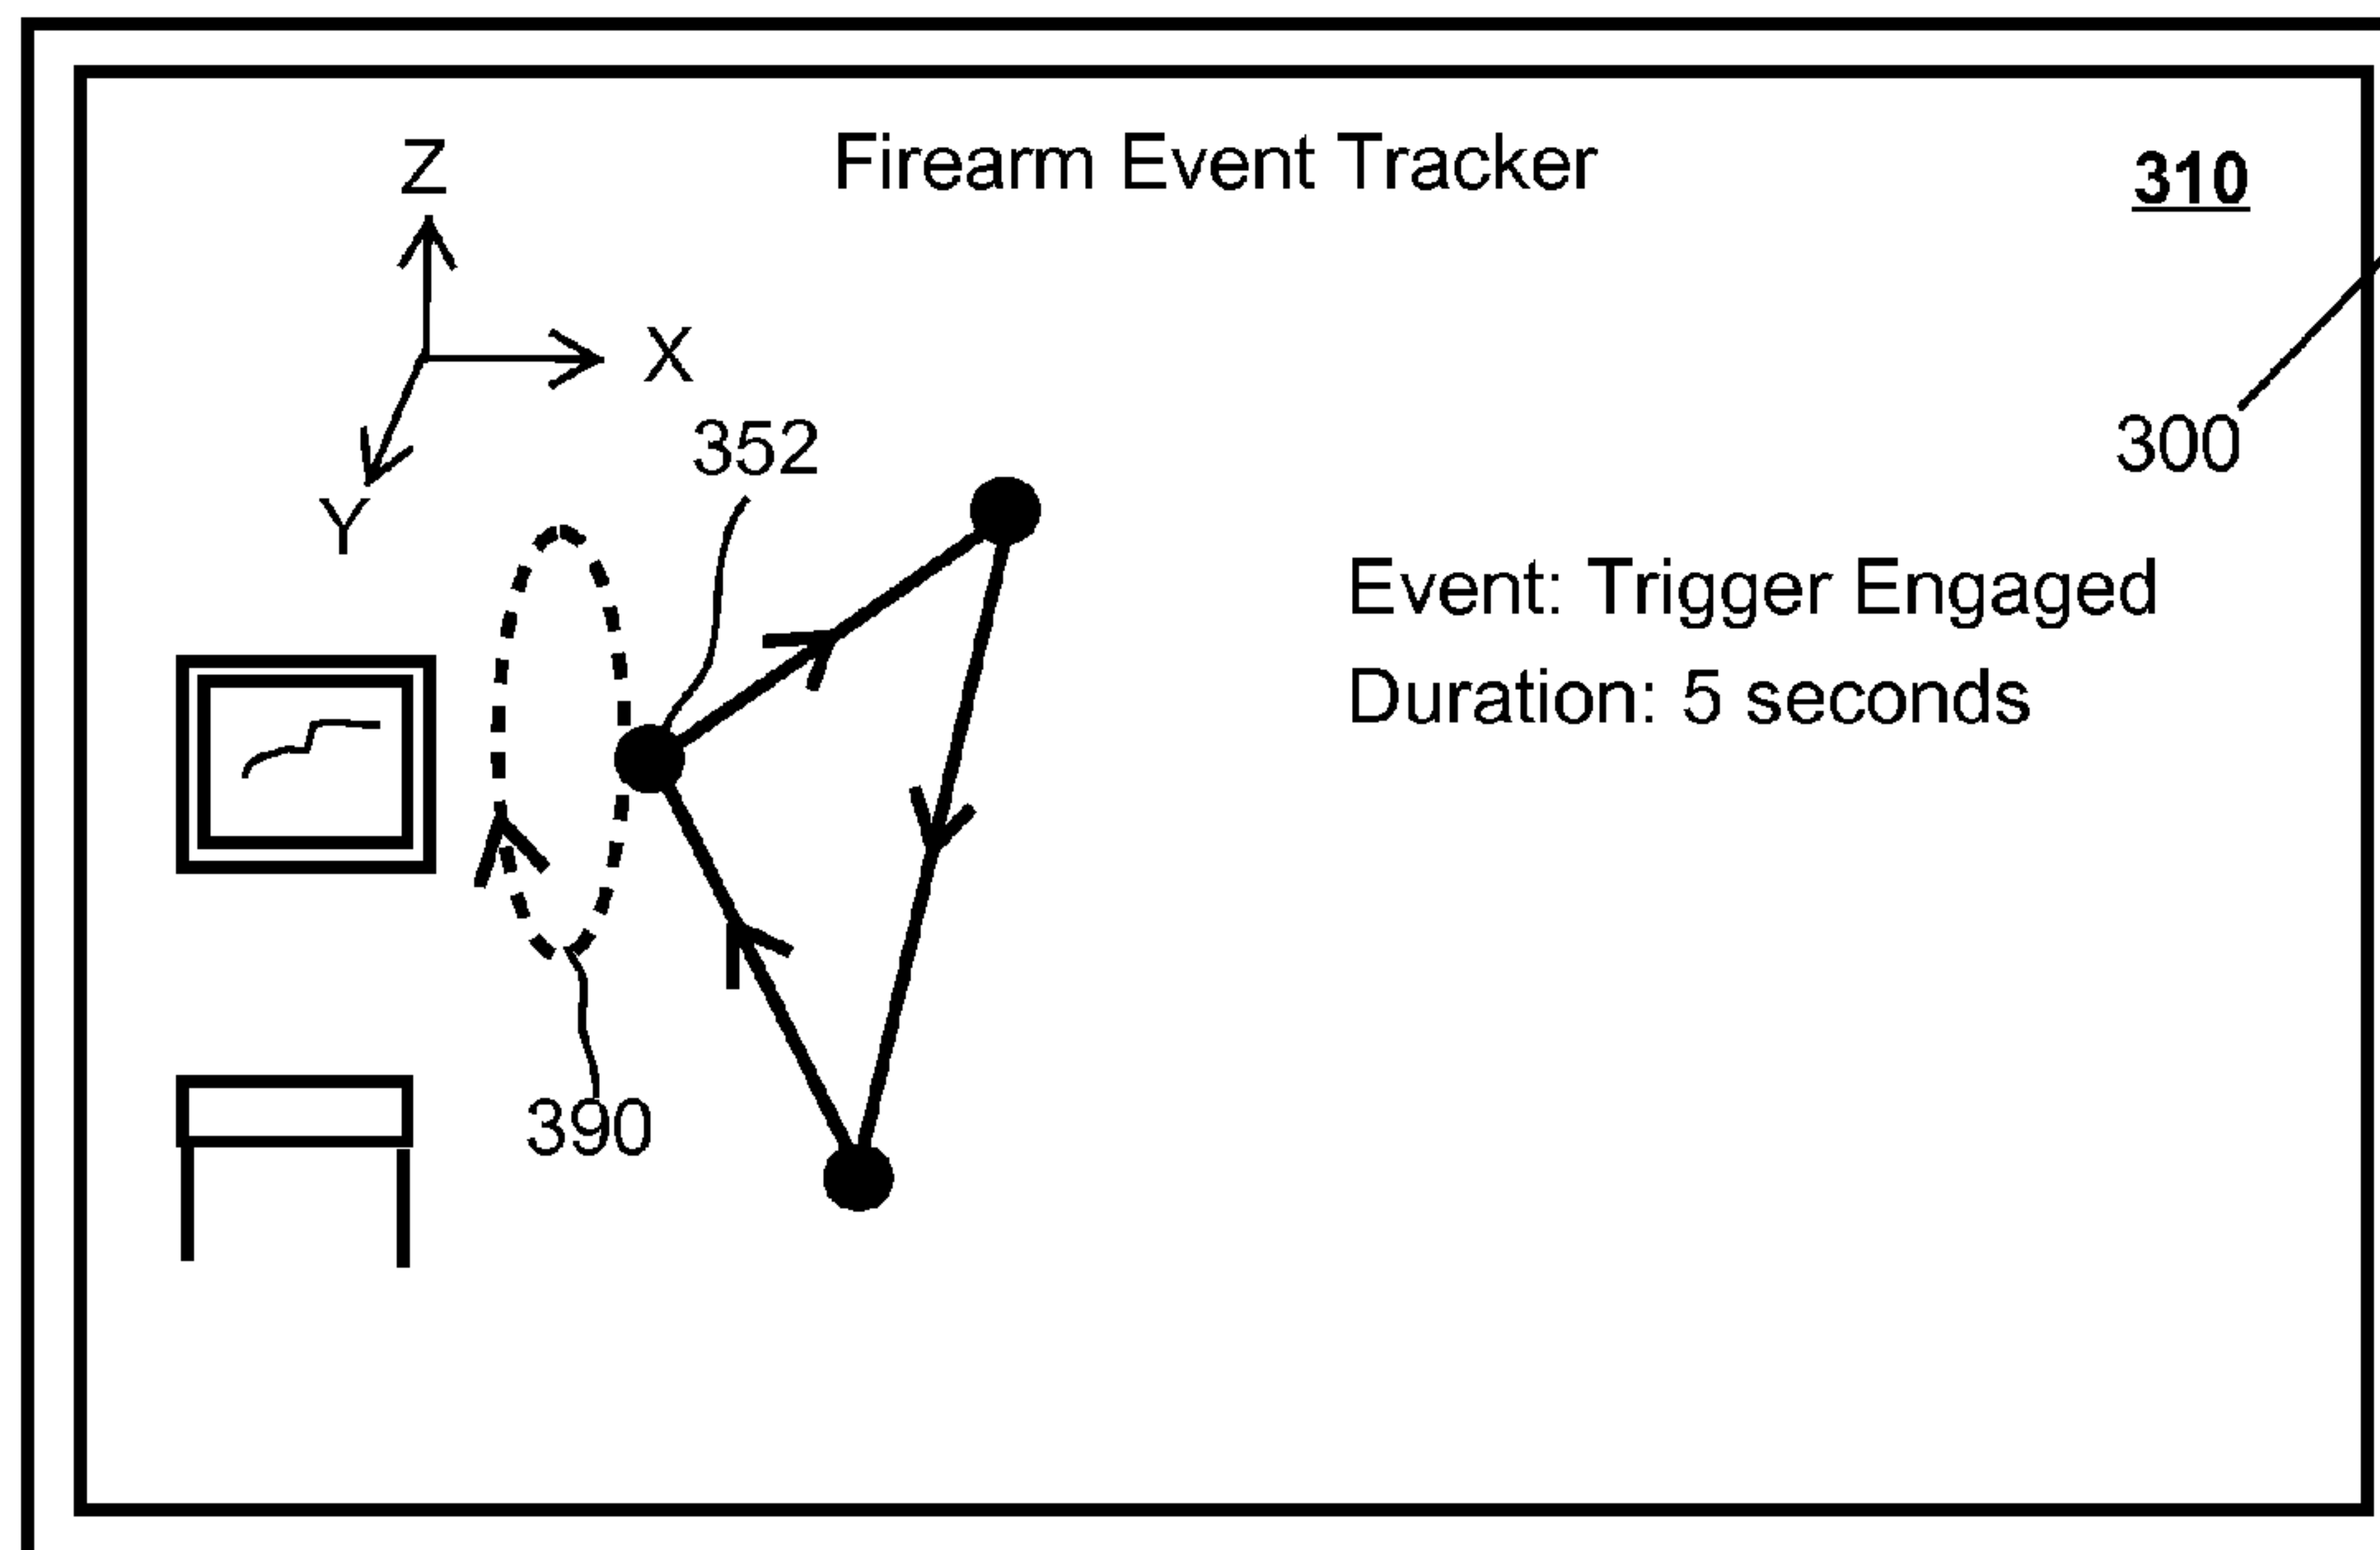 Firearm Event Tracker
310
Z
X
Y
352
300
Event: Trigger Engaged
Duration: 5 seconds
390